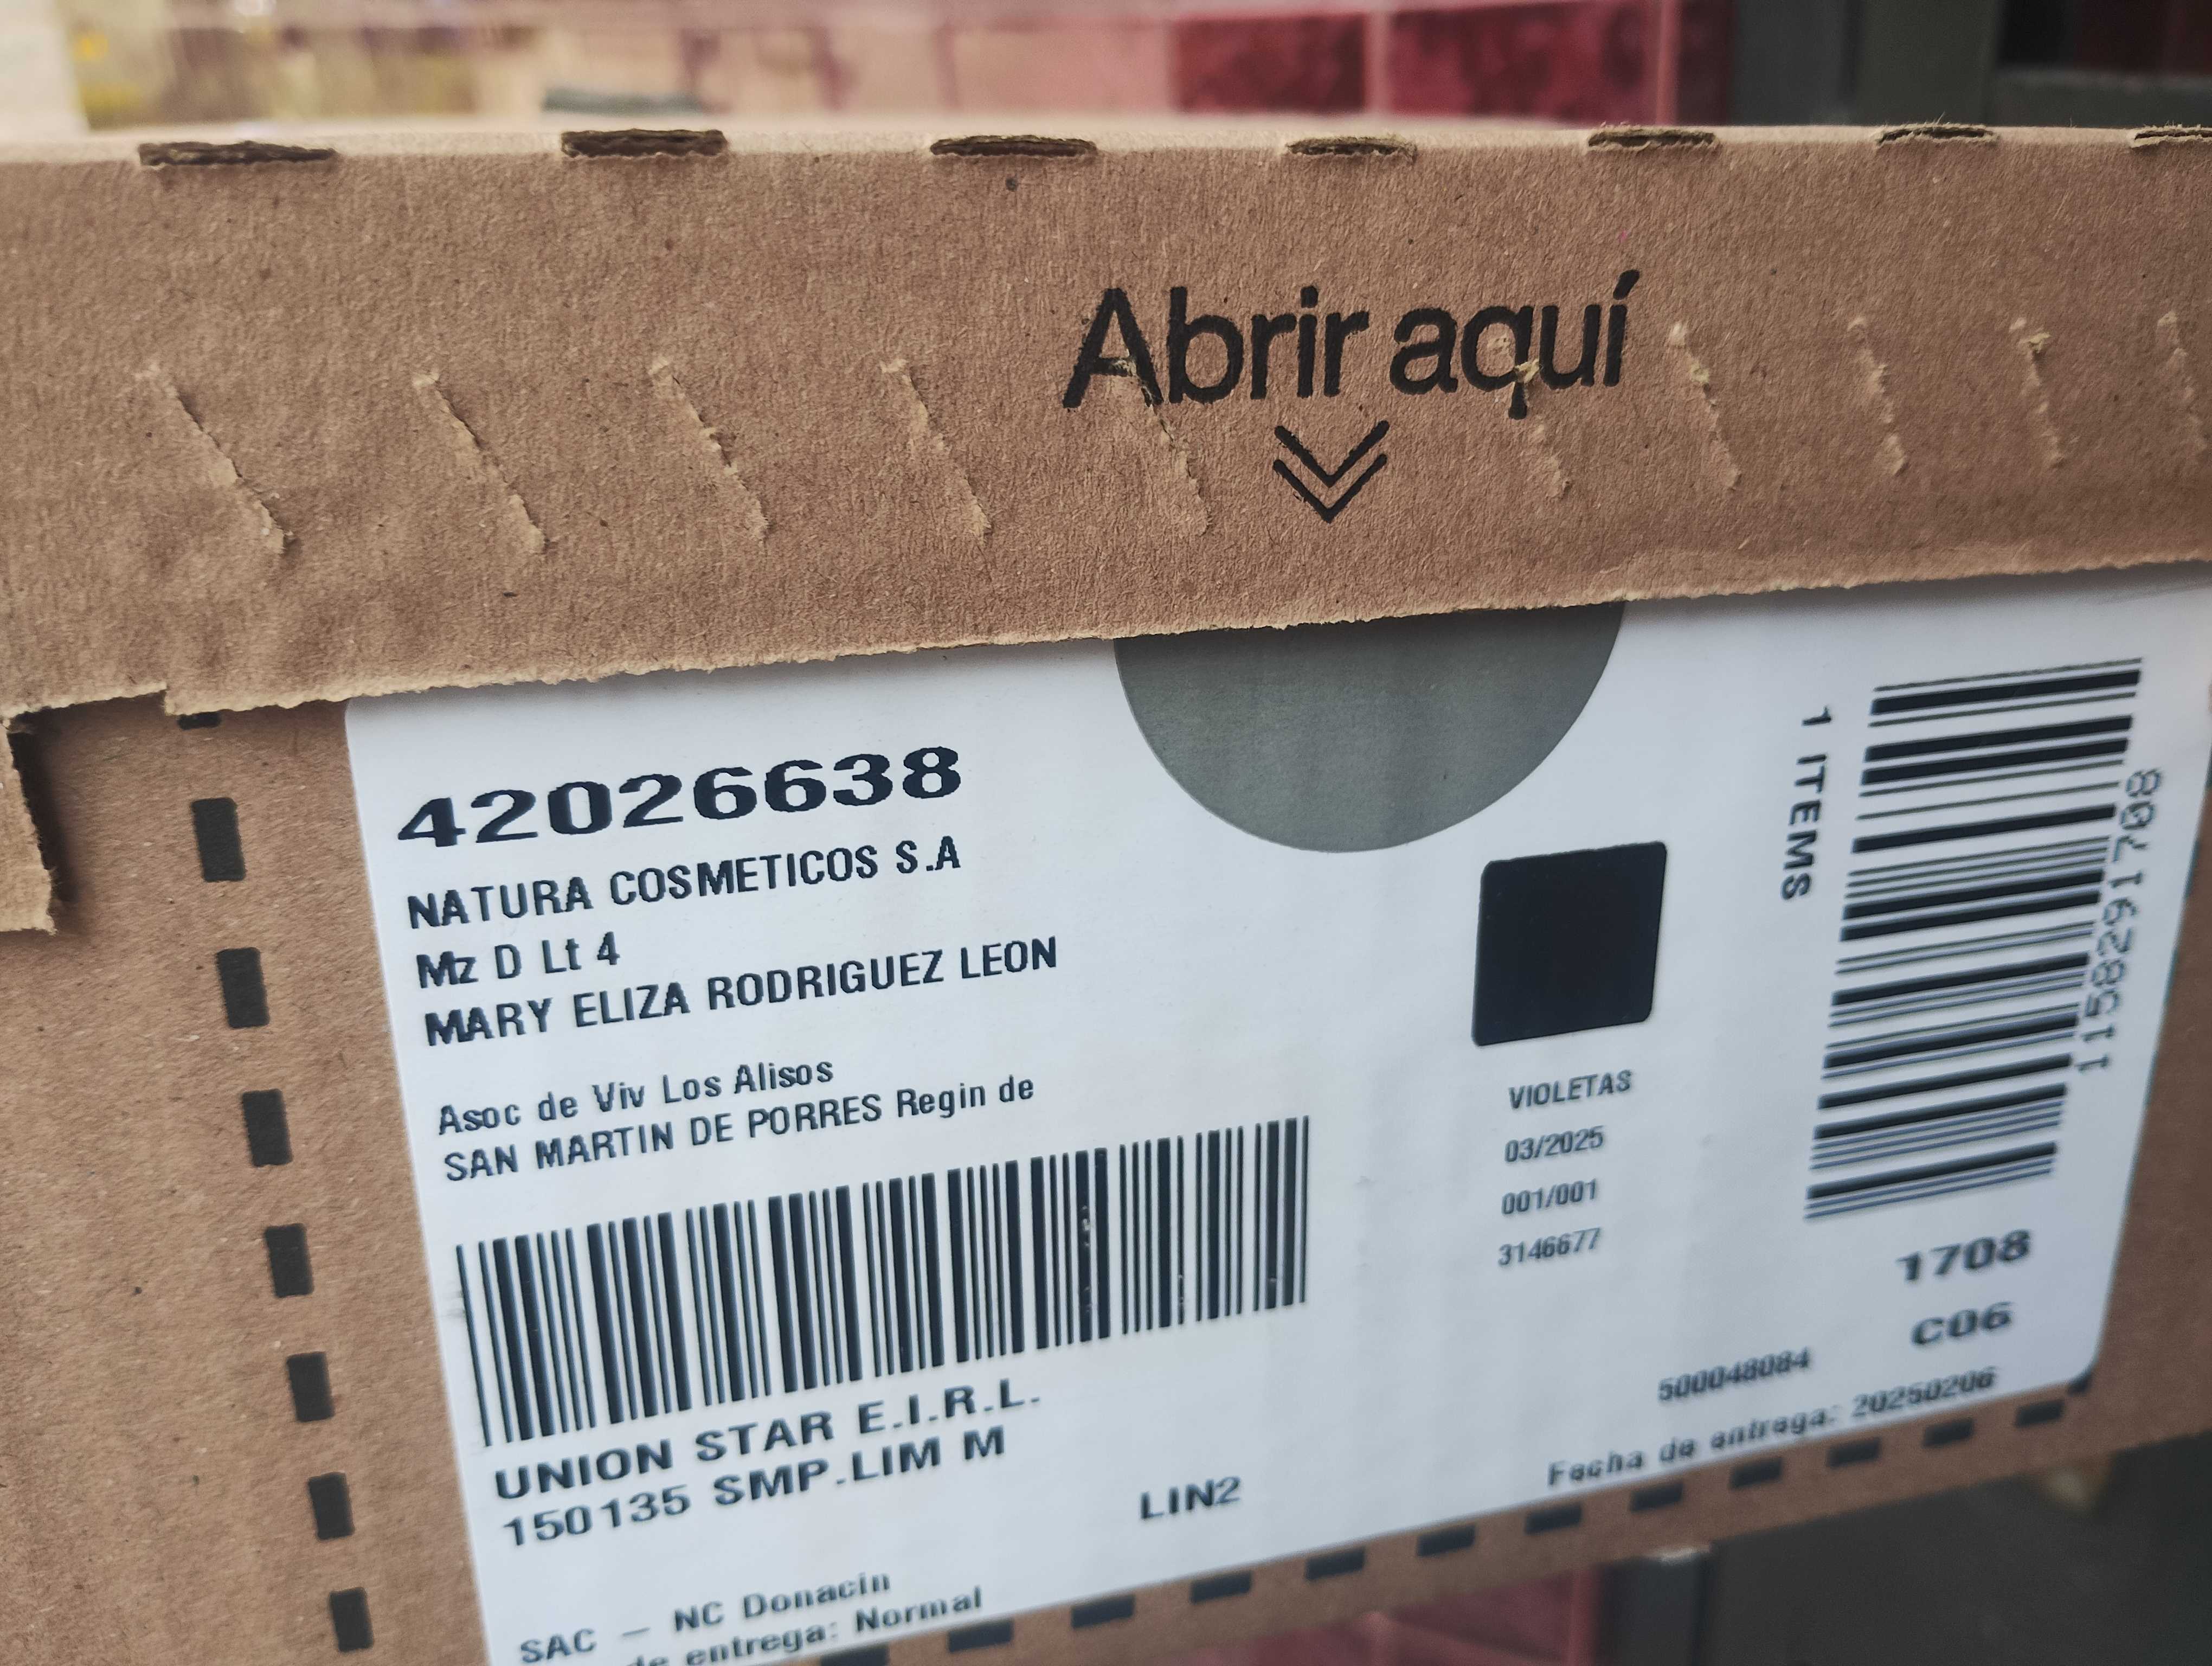 Abrir aquí
42026638
NATURA COSMETICOS S.A
Mz D Lt 4
MARY ELIZA RODRIGUEZ LEON
Asoc de Viv Los Alisos
SAN MARTIN DE PORRES Regin de
UNION STAR E.I.R.L.
150135 SMP.LIM M
LIN2
SAC - NC Donacin
de entrega: Normal
VIOLETAS
03/2025
001/001
3146677
1 ITEMS
1158291708
1708
C06
500048084
Fecha de entrega: 20250206